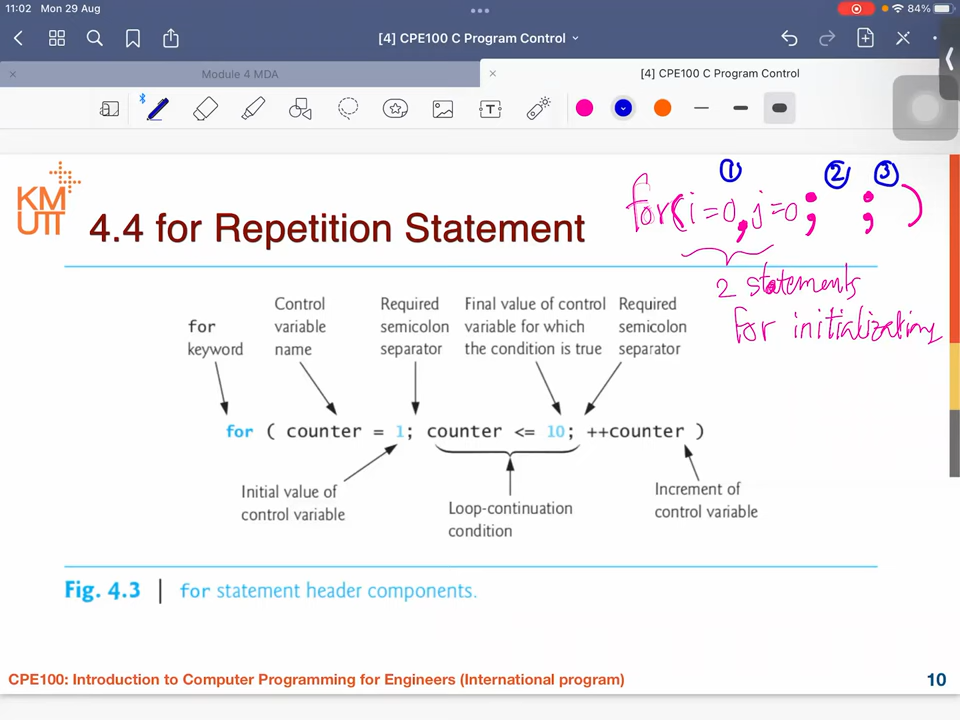 11:02 Mon 29 Aug
84%
[4] CPE100 C Program Control
Module 4 MDA
[4] CPE100 C Program Control
T
① ② ③
for(i=0,j=0; ; )
2 statements
for initializations
KM
UTT
4.4 for Repetition Statement
for
keyword
Control
variable
name
Required
semicolon
separator
Final value of control
variable for which
the condition is true
Required
semicolon
separator
for ( counter = 1; counter <= 10; ++counter )
Initial value of
control variable
Loop-continuation
condition
Increment of
control variable
Fig. 4.3 | for statement header components.
CPE100: Introduction to Computer Programming for Engineers (International program)
10